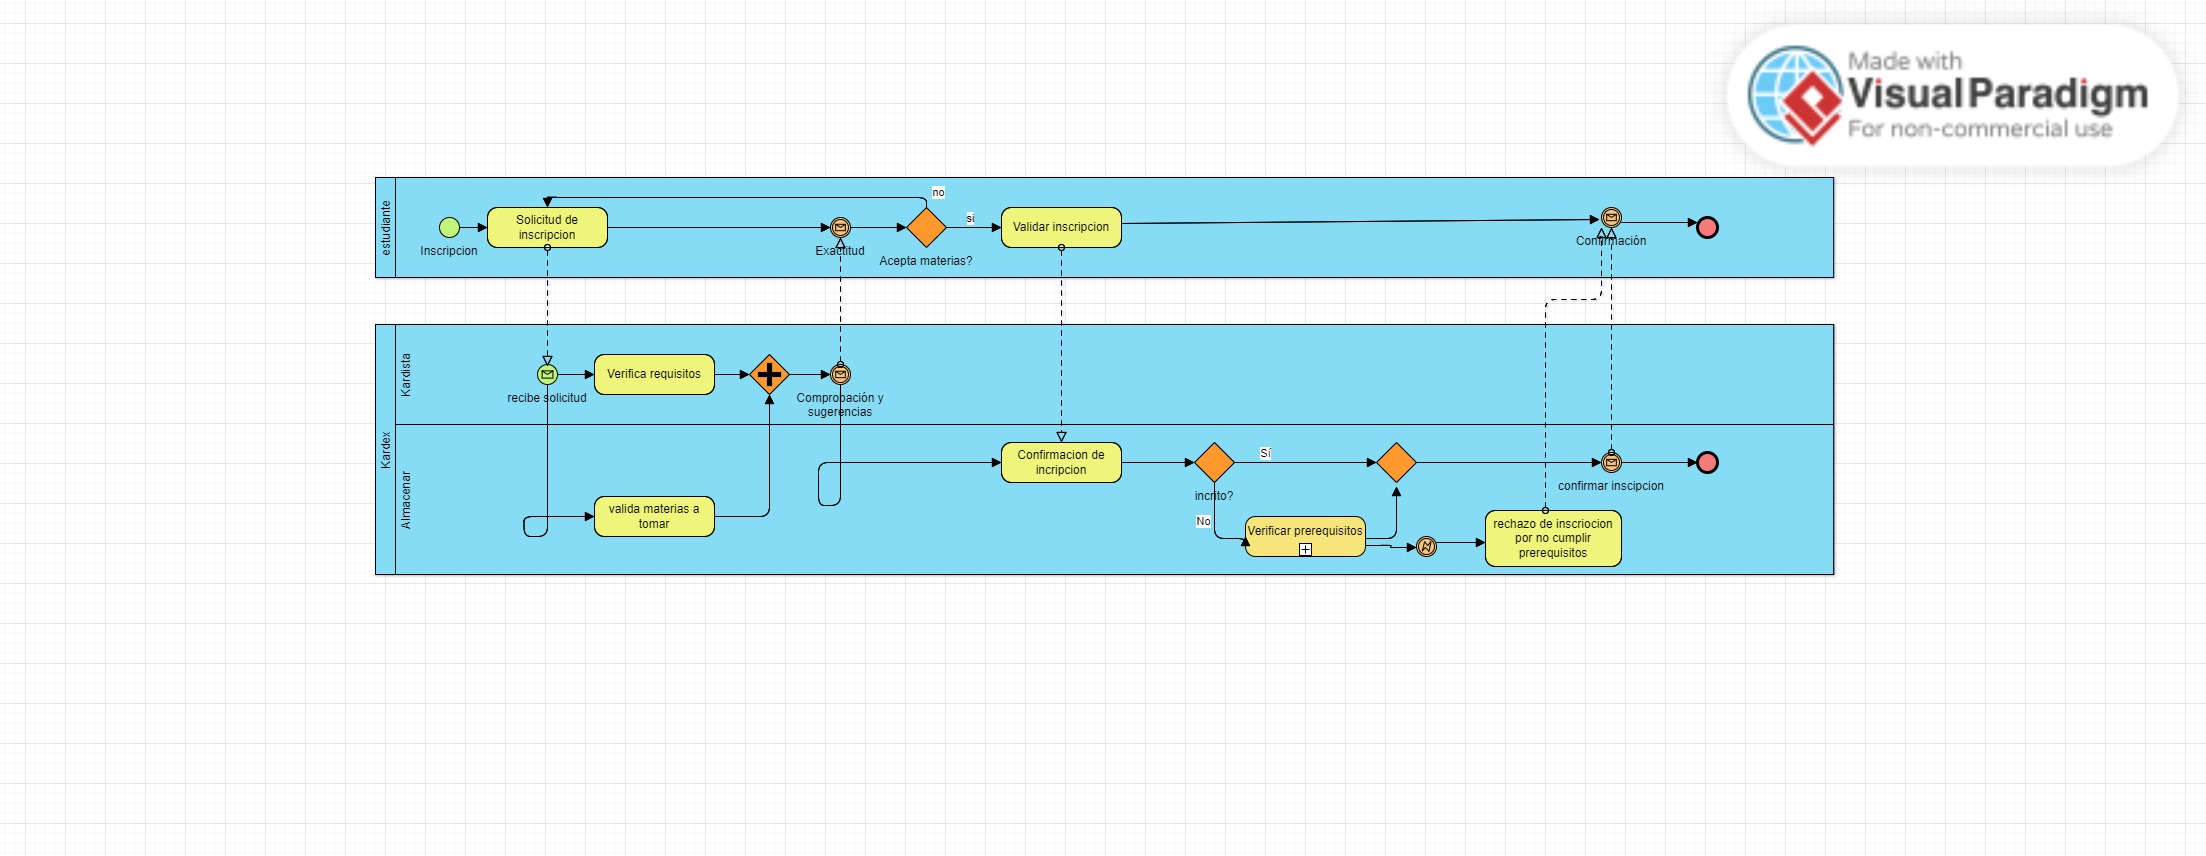 Made with
Visual Paradigm
For non-commercial use
estudiante
no
Solicitud de
inscripcion
Inscripcion
Exactitud
Acepta materias?
si
Validar inscripcion
Confirmación
Kardex
Kardista
recibe solicitud
Verifica requisitos
Comprobación y
sugerencias
Almacenar
valida materias a
tomar
Confirmacion de
incripcion
incrito?
Sí
No
Verificar prerequisitos
confirmar inscipcion
rechazo de inscriocion
por no cumplir
prerequisitos